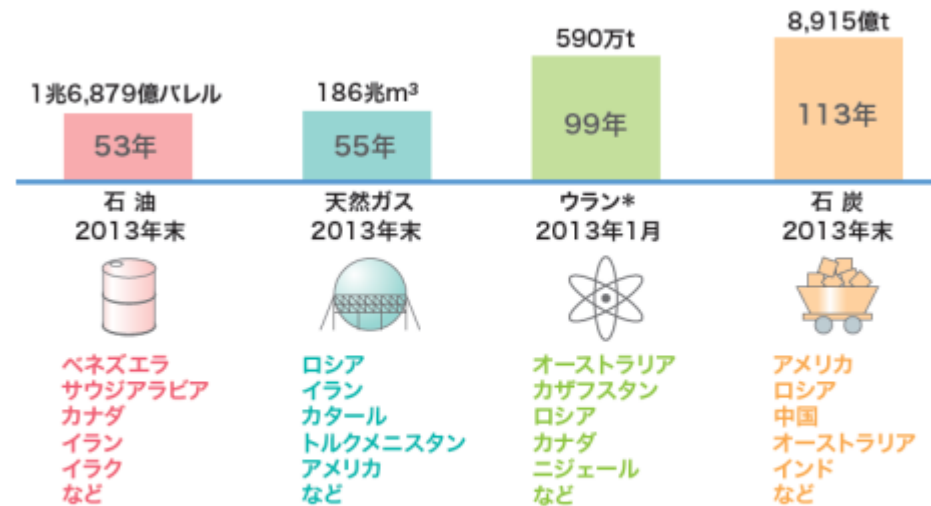 1兆6,879億バレル
53年
石油
2013年末
ベネズエラ
サウジアラビア
カナダ
イラン
イラク
など
186兆m³
55年
天然ガス
2013年末
ロシア
イラン
カタール
トルクメニスタン
アメリカ
など
590万t
99年
ウラン*
2013年1月
オーストラリア
カザフスタン
ロシア
カナダ
ニジェール
など
8,915億t
113年
石炭
2013年末
アメリカ
ロシア
中国
オーストラリア
インド
など